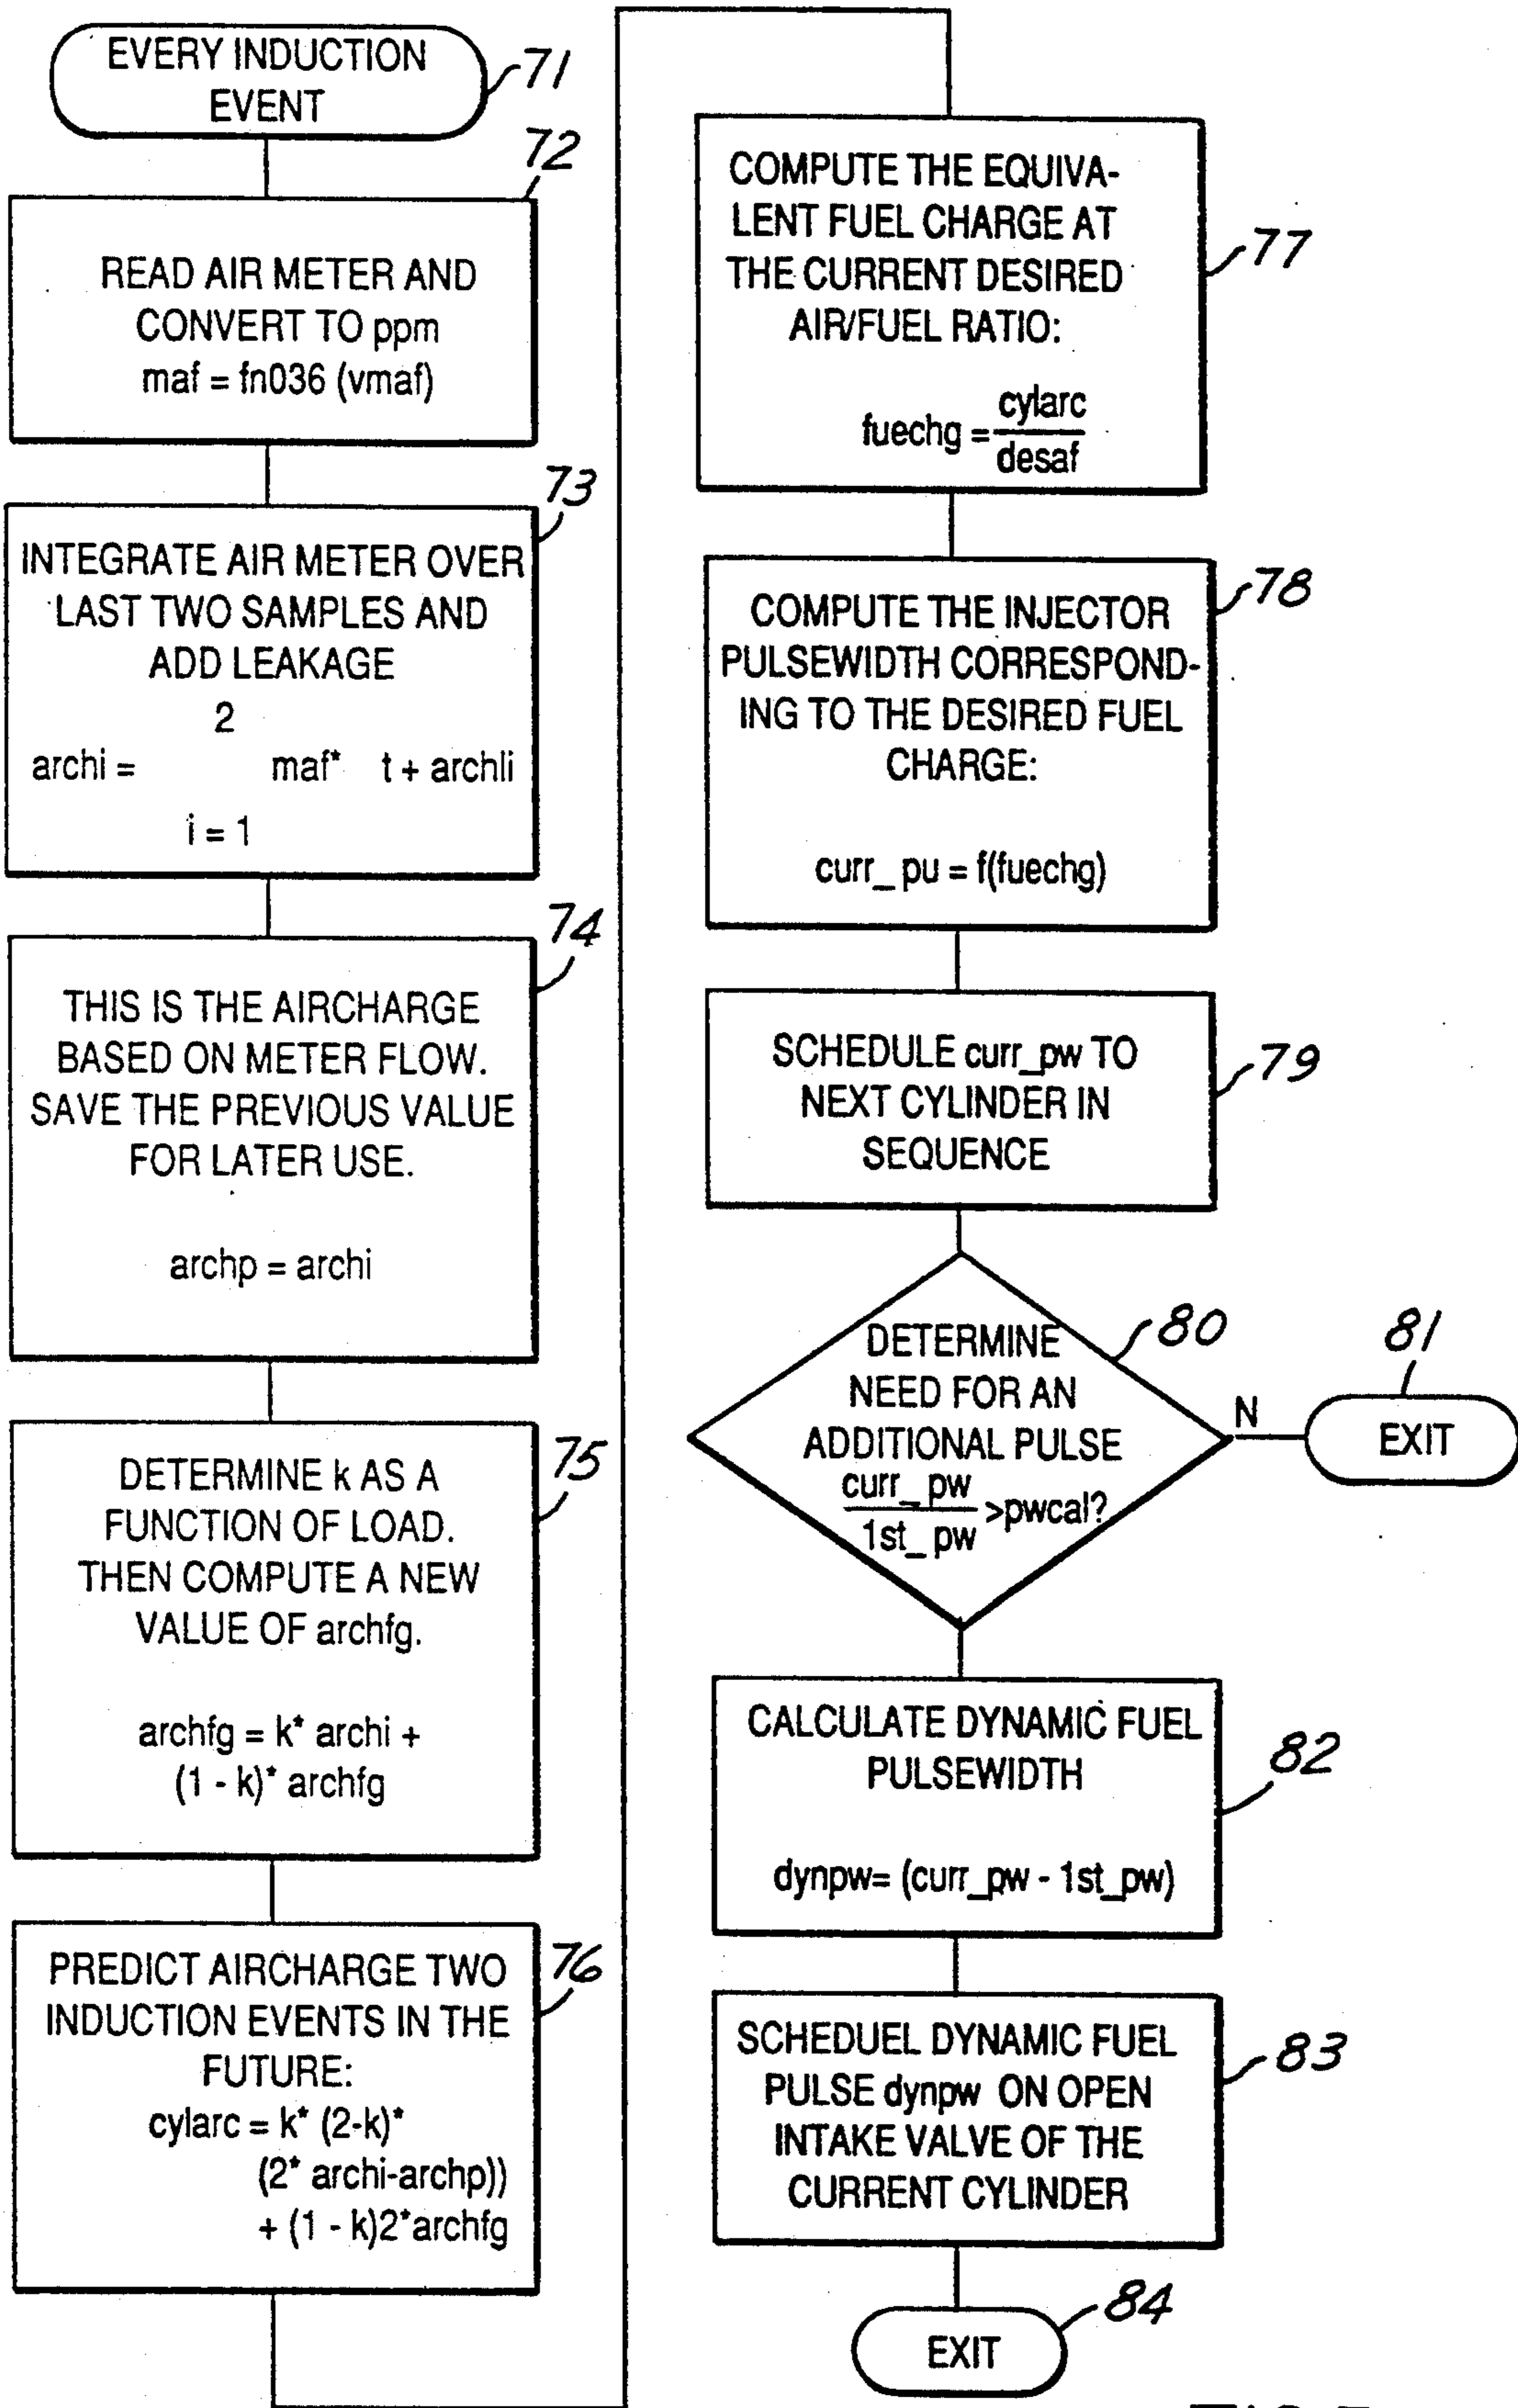 EVERY INDUCTION
EVENT
71
72
READ AIR METER AND
CONVERT TO ppm
maf = fn036 (vmaf)
73
INTEGRATE AIR METER OVER
LAST TWO SAMPLES AND
ADD LEAKAGE
2
archi = maf* t + archli
i = 1
74
THIS IS THE AIRCHARGE
BASED ON METER FLOW.
SAVE THE PREVIOUS VALUE
FOR LATER USE.
archp = archi
75
DETERMINE k AS A
FUNCTION OF LOAD.
THEN COMPUTE A NEW
VALUE OF archfg.
archfg = k* archi +
(1 - k)* archfg
76
PREDICT AIRCHARGE TWO
INDUCTION EVENTS IN THE
FUTURE:
cylarc = k* (2-k)*
(2* archi-archp))
+ (1 - k)2*archfg
COMPUTE THE EQUIVA-
LENT FUEL CHARGE AT
THE CURRENT DESIRED
AIR/FUEL RATIO:
77
cylarc
fuechg =
desaf
78
COMPUTE THE INJECTOR
PULSEWIDTH CORRESPOND-
ING TO THE DESIRED FUEL
CHARGE:
curr_ pu = f(fuechg)
SCHEDULE curr_pw TO
NEXT CYLINDER IN
SEQUENCE
79
DETERMINE
NEED FOR AN
ADDITIONAL PULSE
curr_ pw
>pwcal?
1st_ pw
80
N
81
EXIT
CALCULATE DYNAMIC FUEL
PULSEWIDTH
82
dynpw= (curr_pw - 1st_pw)
SCHEDUEL DYNAMIC FUEL
PULSE dynpw ON OPEN
INTAKE VALVE OF THE
CURRENT CYLINDER
83
84
EXIT